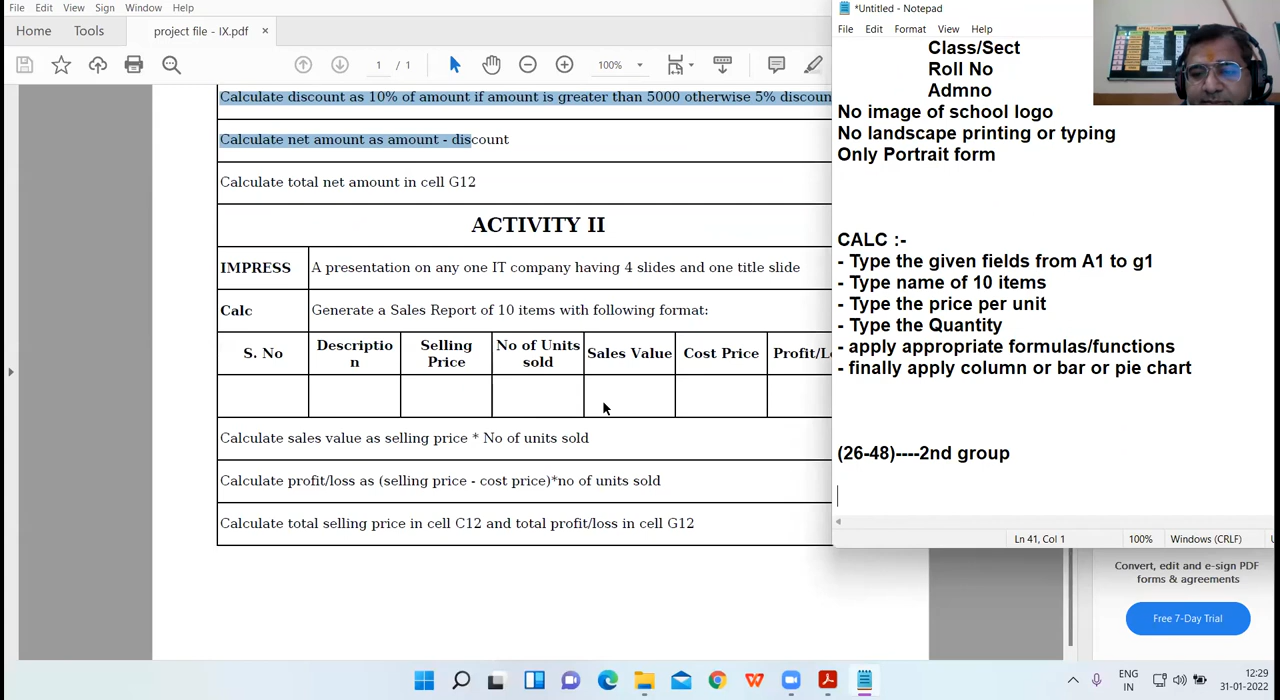 File Edit View Sign Window Help
Home Tools project file - IX.pdf ×
1 / 1 100%
Calculate discount as 10% of amount if amount is greater than 5000 otherwise 5% discoun
Calculate net amount as amount - discount
Calculate total net amount in cell G12
ACTIVITY II
IMPRESS A presentation on any one IT company having 4 slides and one title slide
Calc Generate a Sales Report of 10 items with following format:
S. No Descriptio
n Selling
Price No of Units
sold Sales Value Cost Price Profit/L
Calculate sales value as selling price * No of units sold
Calculate profit/loss as (selling price - cost price)*no of units sold
Calculate total selling price in cell C12 and total profit/loss in cell G12
*Untitled - Notepad
File Edit Format View Help
Class/Sect
Roll No
Admno
No image of school logo
No landscape printing or typing
Only Portrait form
CALC :-
- Type the given fields from A1 to g1
- Type name of 10 items
- Type the price per unit
- Type the Quantity
- apply appropriate formulas/functions
- finally apply column or bar or pie chart
(26-48)----2nd group
Ln 41, Col 1 100% Windows (CRLF)
Convert, edit and e-sign PDF
forms & agreements
Free 7-Day Trial
ENG
IN
12:29
31-01-2022